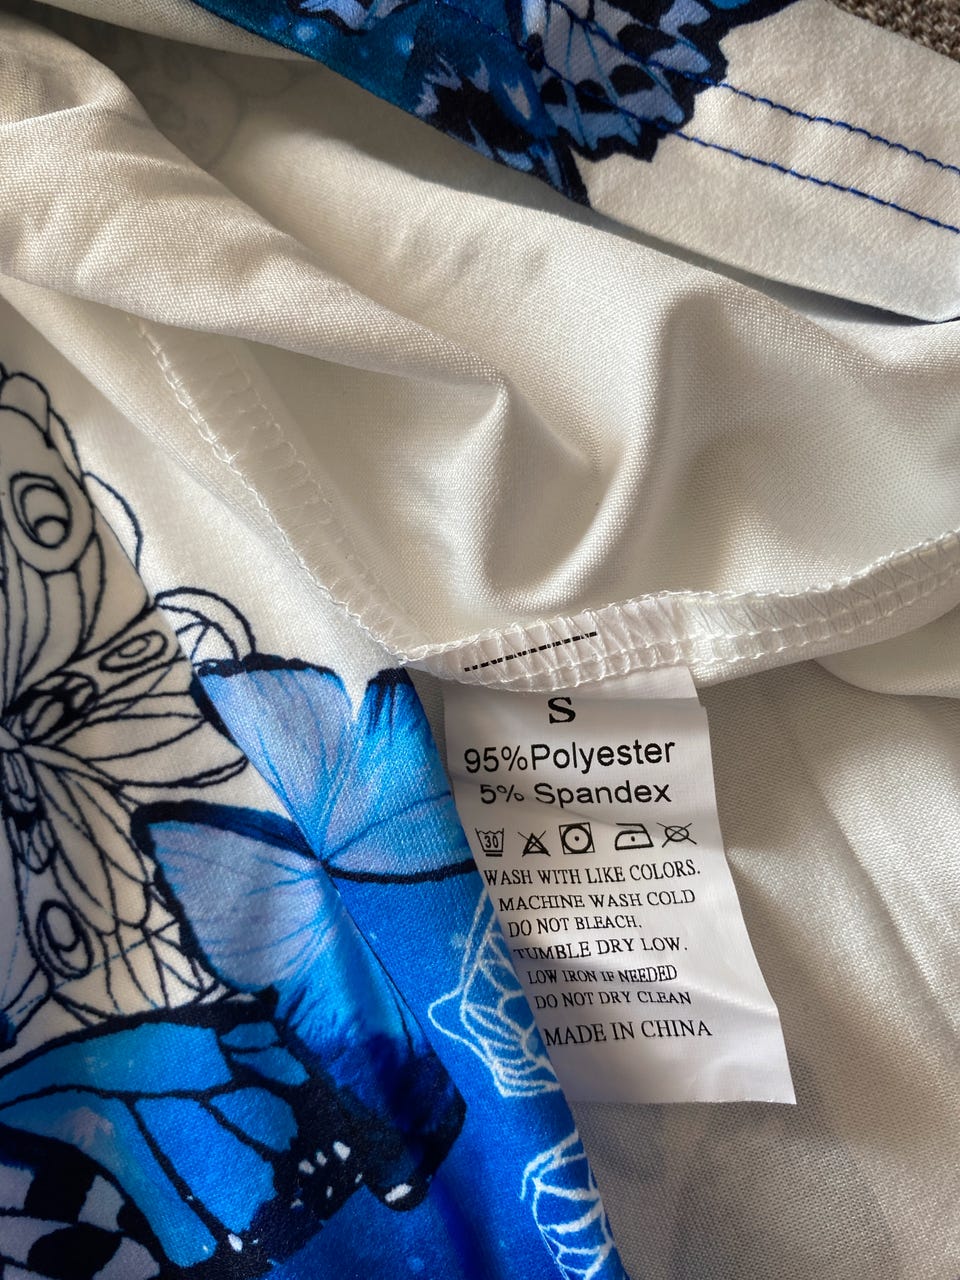 S
95%Polyester
5% Spandex
30
WASH WITH LIKE COLORS.
MACHINE WASH COLD
DO NOT BLEACH.
TUMBLE DRY LOW.
LOW IRON IF NEEDED
DO NOT DRY CLEAN
MADE IN CHINA